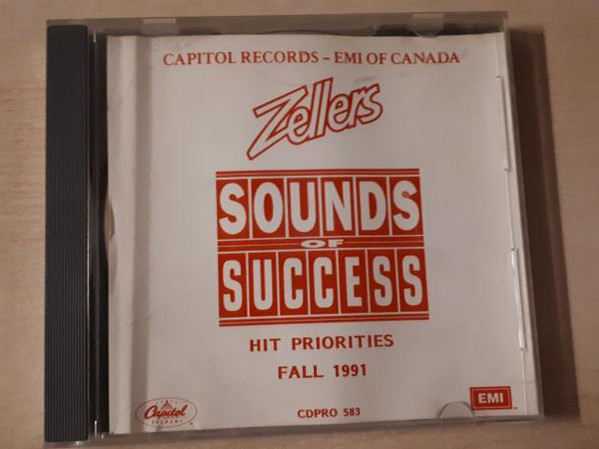 CAPITOL RECORDS – EMI OF CANADA
Zellers
SOUNDS
OF
SUCCESS
HIT PRIORITIES
FALL 1991
Capitol
EMI
CDPRO 583